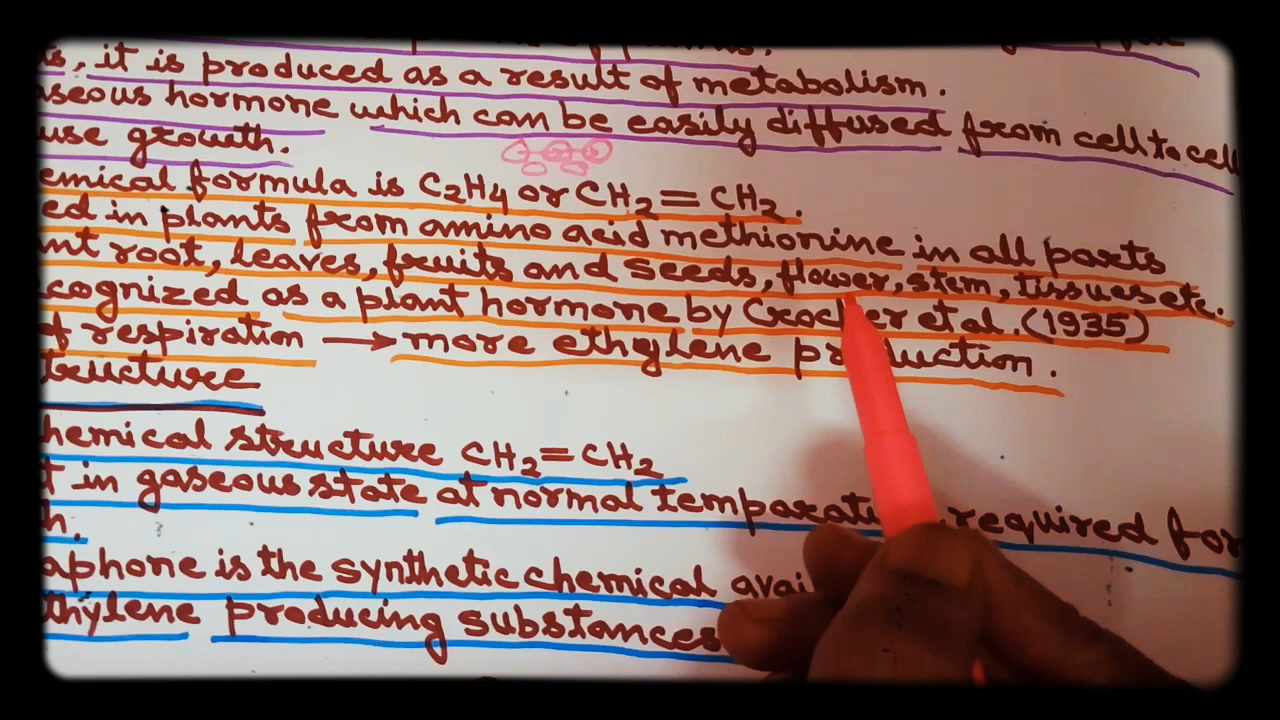 ts, it is produced as a result of metabolism.
aseous hormone which can be easily diffused from cell to cell
use growth.
emical formula is C2H4 or CH2=CH2.
ed in plants from amino acid methionine in all parts
nt root, leaves, fruits and seeds, flower, stem, tissues etc.
cognized as a plant hormone by Crocker et al. (1935)
of respiration → more ethylene production.
tructure
hemical structure CH2=CH2
t in gaseous state at normal temparatu required for
h.
aphone is the synthetic chemical avai
thylene producing substances